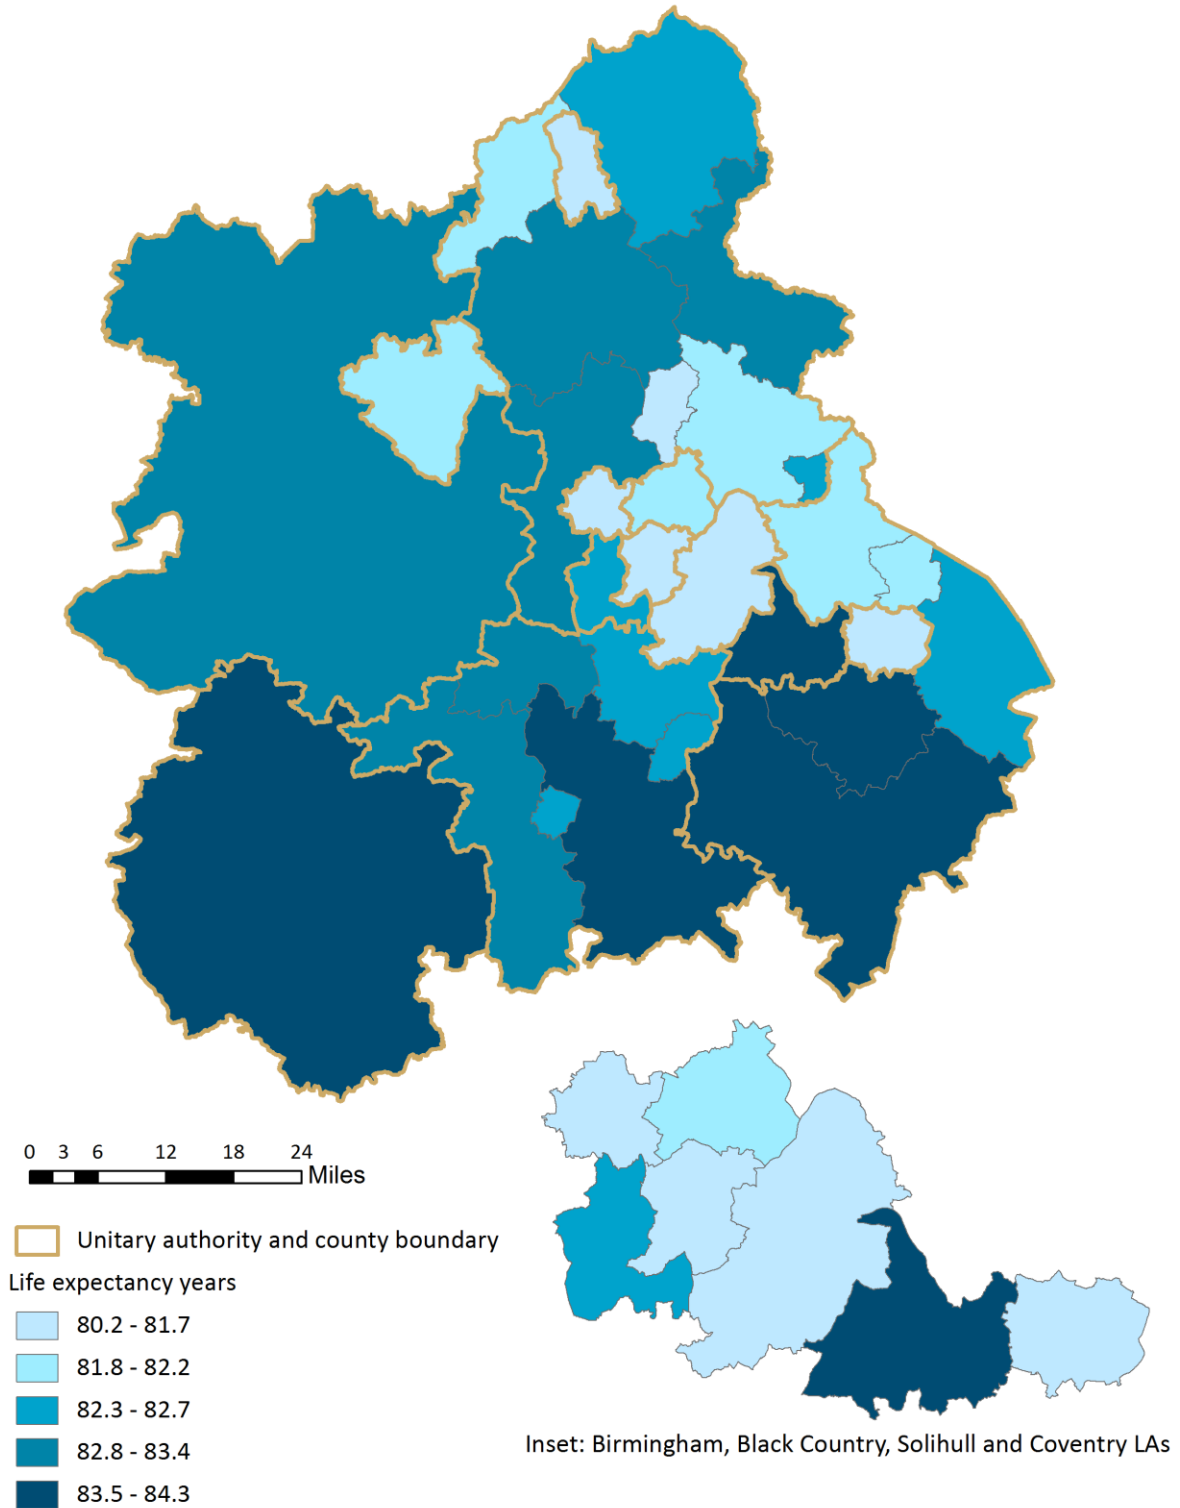 0 3 6 12 18 24
Miles
Unitary authority and county boundary
Life expectancy years
80.2 - 81.7
81.8 - 82.2
82.3 - 82.7
82.8 - 83.4
83.5 - 84.3
Inset: Birmingham, Black Country, Solihull and Coventry LAs